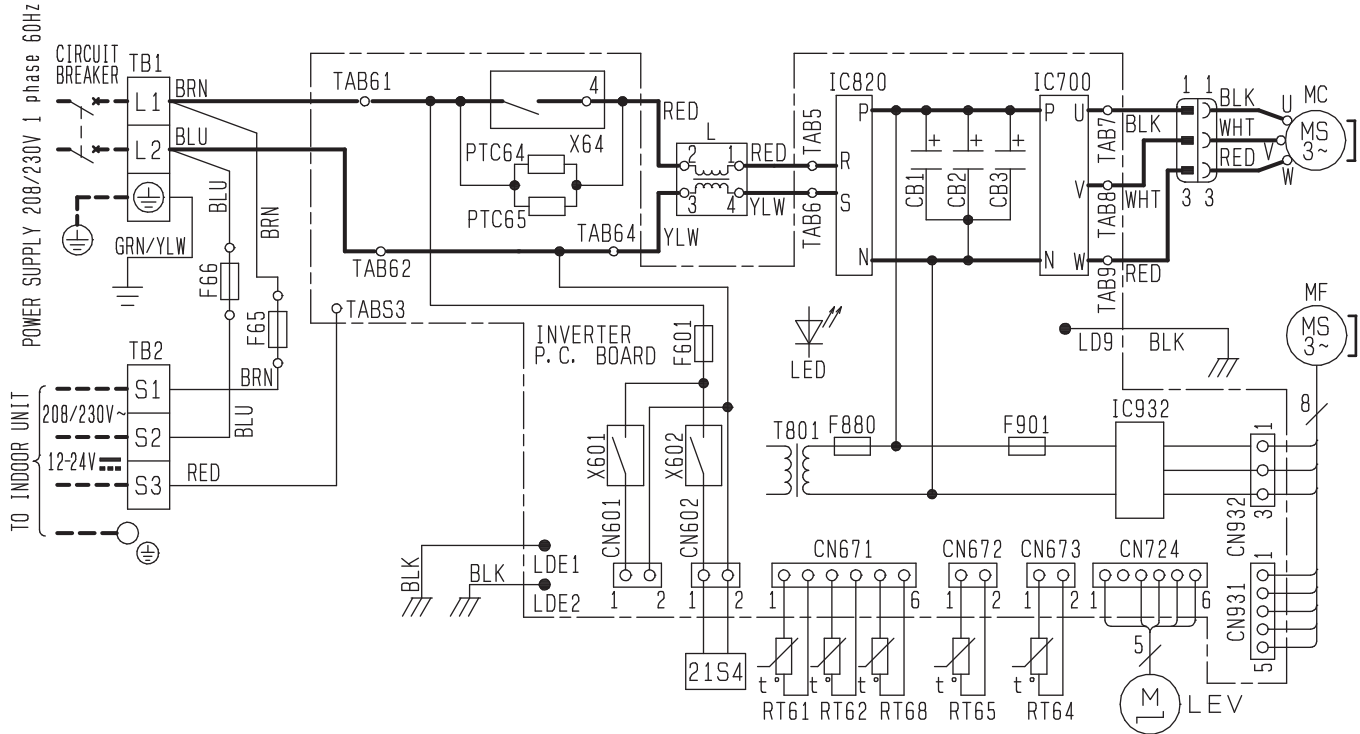 POWER SUPPLY 208/230V 1 phase 60Hz
CIRCUIT
BREAKER
TB1
L1
L2
BRN
BLU
GRN/YLW
BLU
BRN
F66
F65
TAB61
TAB62
TABS3
4
X64
PTC64
PTC65
TAB64
RED
YLW
L
2 1
3 4
RED
YLW
TAB5
TAB6
IC820
P
R
S
N
+ + +
CB1
CB2
CB3
IC700
P
N
U
V
W
TAB7
TAB8
TAB9
BLK
WHT
RED
1 1
3 3
BLK
WHT
RED
U
V
W
MC
MS
3~
TB2
S1
S2
S3
BRN
BLU
RED
TO INDOOR UNIT
208/230V~
12-24V
INVERTER
P.C. BOARD
F601
LED
LD9 BLK
MF
MS
3~
8
X601
X602
CN601
CN602
1 2
1 2
21S4
T801
F880
F901
IC932
1
3
CN932
1
5
CN931
BLK
BLK
LDE1
LDE2
CN671
1 6
CN672
1 2
CN673
1 2
CN724
1 6
t° t° t° t° t°
RT61
RT62
RT68
RT65
RT64
5
M
LEV